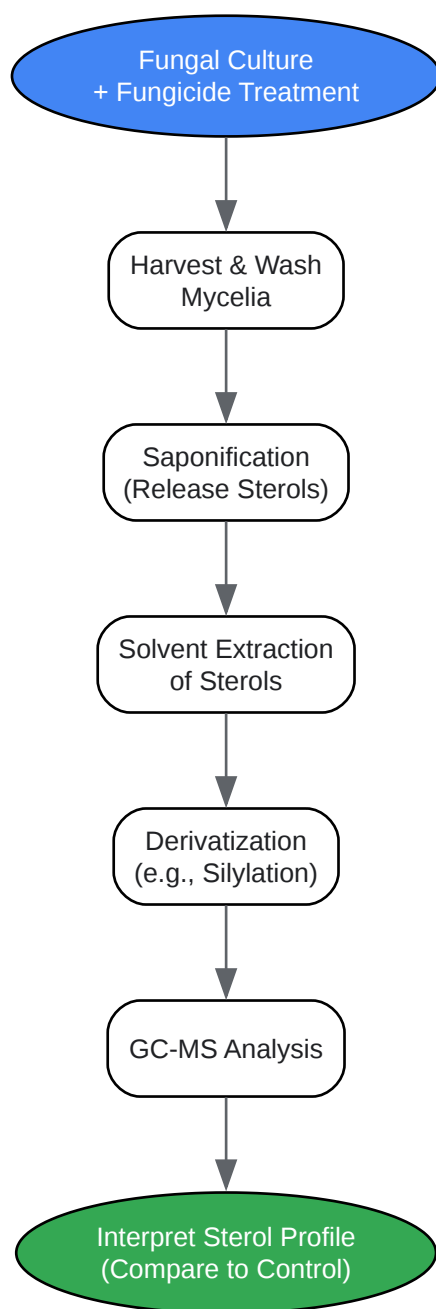 Fungal Culture
+ Fungicide Treatment
Harvest & Wash
Mycelia
Saponification
(Release Sterols)
Solvent Extraction
of Sterols
Derivatization
(e.g., Silylation)
GC-MS Analysis
Interpret Sterol Profile
(Compare to Control)